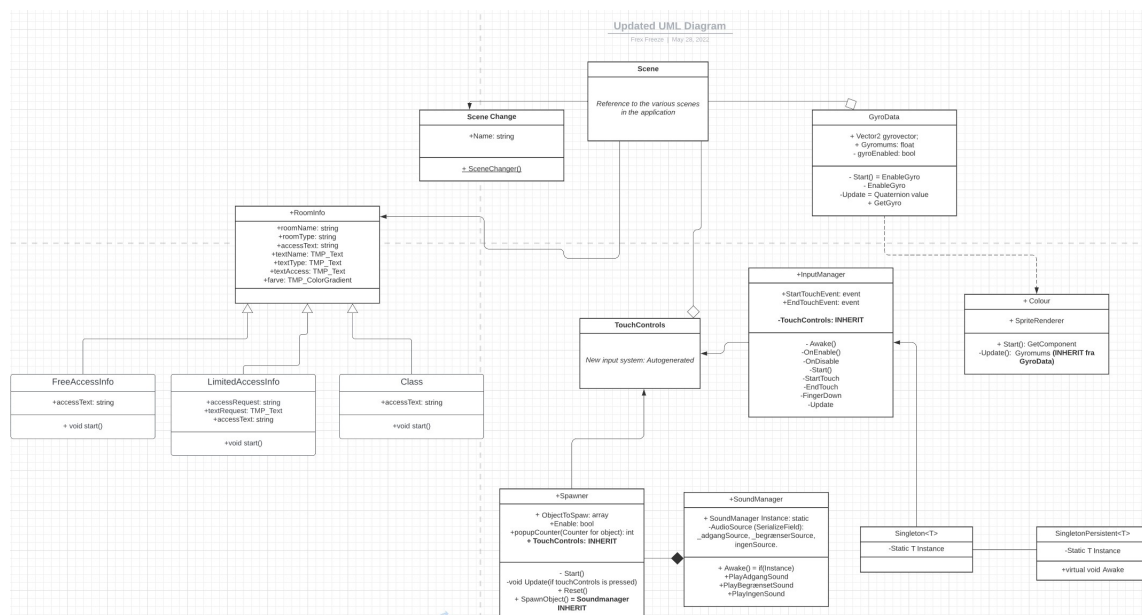 Updated UML Diagram
Flex Freeze | May 28, 2022
Scene
Reference to the various scenes
in the application
Scene Change
+Name: string
+ SceneChanger()
GyroData
+ Vector2 gyrovector;
+ Gyromums: float
- gyroEnabled: bool
- Start() = EnableGyro
- EnableGyro
-Update = Quaternion value
+ GetGyro
+RoomInfo
+roomName: string
+roomType: string
+accessText: string
+textName: TMP_Text
+textType: TMP_Text
+textAccess: TMP_Text
+farve: TMP_ColorGradient
+InputManager
+StartTouchEvent: event
+EndTouchEvent: event
-TouchControls: INHERIT
- Awake()
-OnEnable()
-OnDisable
-Start()
-StartTouch
-EndTouch
-FingerDown
-Update
+ Colour
+ SpriteRenderer
+ Start(): GetComponent
-Update(): Gyromums (INHERIT fra
GyroData)
TouchControls
New input system: Autogenerated
FreeAccessInfo
+accessText: string
+ void start()
LimitedAccessInfo
+accessRequest: string
+textRequest: TMP_Text
+accessText: string
+void start()
Class
+accessText: string
+void start()
+Spawner
+ ObjectToSpaw: array
+Enable: bool
+popupCounter(Counter for object): int
+ TouchControls: INHERIT
- Start()
-void Update(if touchControls is pressed)
+ Reset()
+ SpawnObject() = Soundmanager
INHERIT
+SoundManager
+ SoundManager Instance: static
-AudioSource (SerializeField):
_adgangSource, _begrænserSource,
ingenSource.
+ Awake() = if(Instance)
+PlayAdgangSound
+PlayBegrænsetSound
+PlayIngenSound
Singleton<T>
-Static T Instance
SingletonPersistent<T>
-Static T Instance
+virtual void Awake